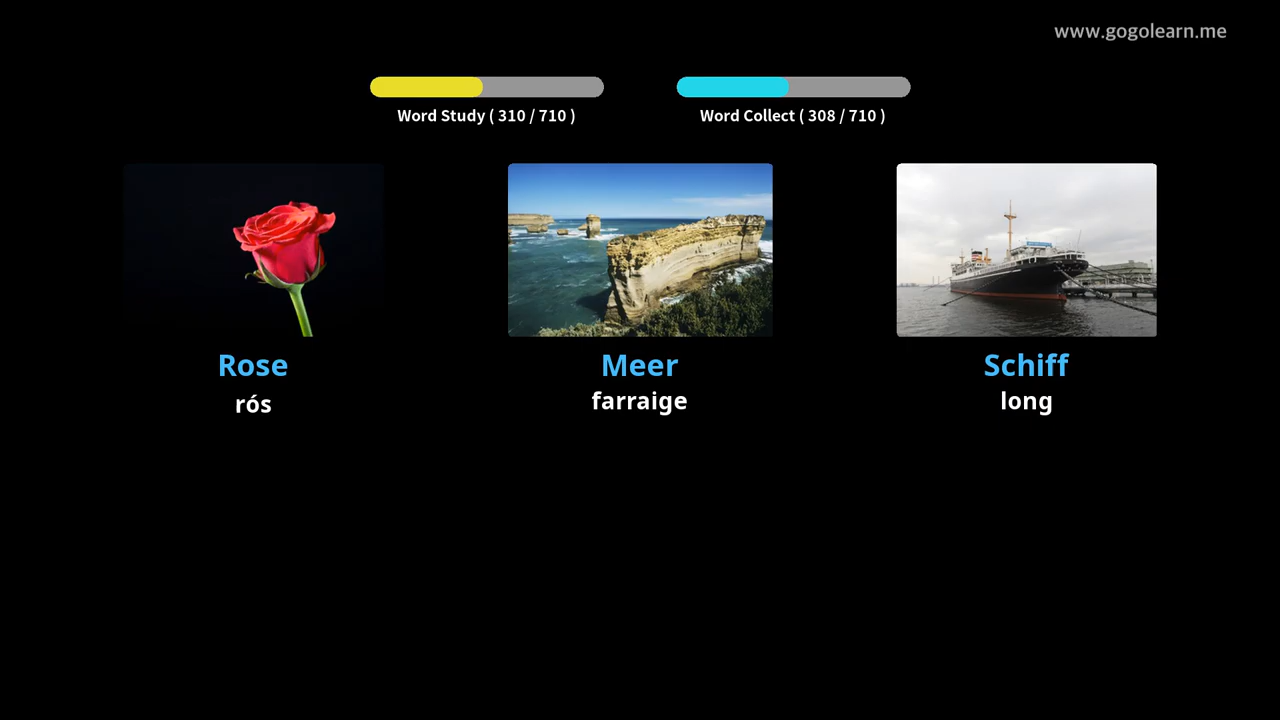 www.gogolearn.me
Word Study ( 310 / 710 )
Word Collect ( 308 / 710 )
Rose
rós
Meer
farraige
Schiff
long